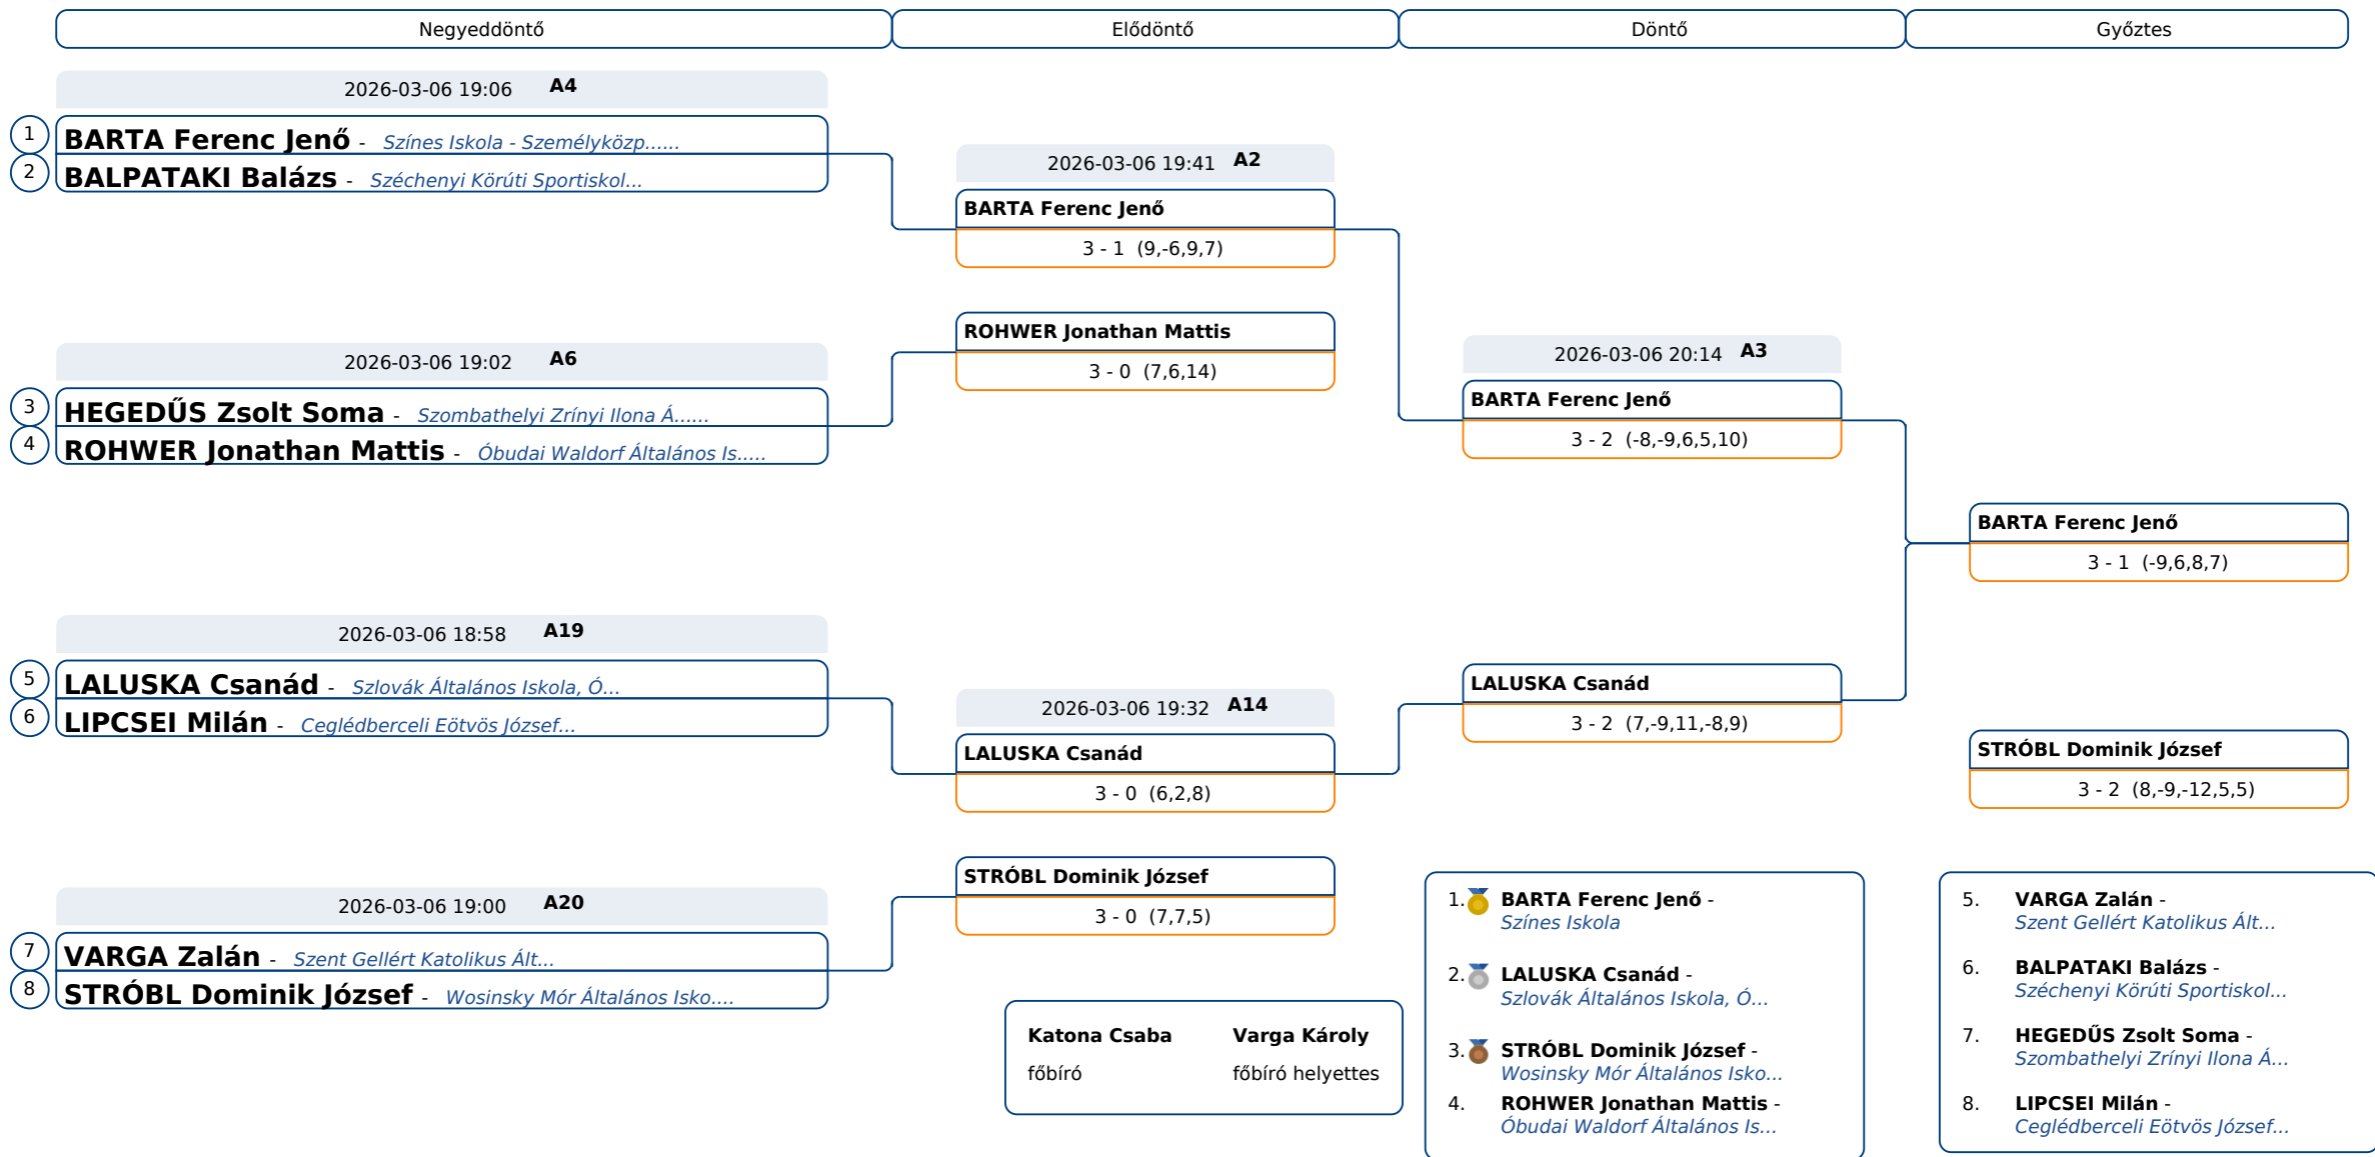 Negyeddöntő
Elődöntő
Döntő
Győztes
2026-03-06 19:06 A4
1 BARTA Ferenc Jenő - Színes Iskola - Személyközp......
2 BALPATAKI Balázs - Széchenyi Körúti Sportiskol...
2026-03-06 19:02 A6
3 HEGEDŰS Zsolt Soma - Szombathelyi Zrínyi Ilona Á......
4 ROHWER Jonathan Mattis - Óbudai Waldorf Általános Is.....
2026-03-06 18:58 A19
5 LALUSKA Csanád - Szlovák Általános Iskola, Ó...
6 LIPCSEI Milán - Ceglédberceli Eötvös József...
2026-03-06 19:00 A20
7 VARGA Zalán - Szent Gellért Katolikus Ált...
8 STRÓBL Dominik József - Wosinsky Mór Általános Isko....
2026-03-06 19:41 A2
BARTA Ferenc Jenő
3 - 1 (9,-6,9,7)
ROHWER Jonathan Mattis
3 - 0 (7,6,14)
2026-03-06 19:32 A14
LALUSKA Csanád
3 - 0 (6,2,8)
STRÓBL Dominik József
3 - 0 (7,7,5)
2026-03-06 20:14 A3
BARTA Ferenc Jenő
3 - 2 (-8,-9,6,5,10)
LALUSKA Csanád
3 - 2 (7,-9,11,-8,9)
BARTA Ferenc Jenő
3 - 1 (-9,6,8,7)
STRÓBL Dominik József
3 - 2 (8,-9,-12,5,5)
Katona Csaba Varga Károly
főbíró főbíró helyettes
1. BARTA Ferenc Jenő -
Színes Iskola
2. LALUSKA Csanád -
Szlovák Általános Iskola, Ó...
3. STRÓBL Dominik József -
Wosinsky Mór Általános Isko...
4. ROHWER Jonathan Mattis -
Óbudai Waldorf Általános Is...
5. VARGA Zalán -
Szent Gellért Katolikus Ált...
6. BALPATAKI Balázs -
Széchenyi Körúti Sportiskol...
7. HEGEDŰS Zsolt Soma -
Szombathelyi Zrínyi Ilona Á...
8. LIPCSEI Milán -
Ceglédberceli Eötvös József...